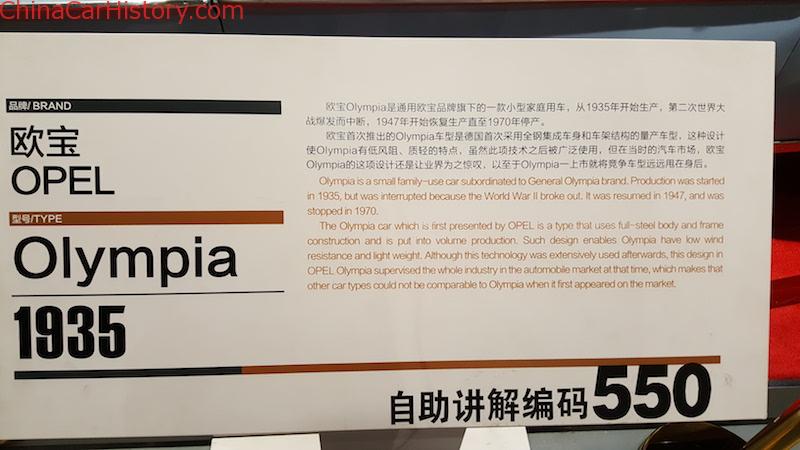 ChinaCarHistory.com
品牌/ BRAND
欧宝
OPEL
型号/TYPE
Olympia
1935
欧宝Olympia是通用欧宝品牌旗下的一款小型家庭用车，从1935年开始生产，第二次世界大
战爆发而中断，1947年开始恢复生产直至1970年停产。
欧宝首次推出的Olympia车型是德国首次采用全钢集成车身和车架结构的量产车型，这种设计
使Olympia有低风阻、质轻的特点，虽然此项技术之后被广泛使用，但在当时的汽车市场，欧宝
Olympia的这项设计还是让业界为之惊叹，以至于Olympia一上市就将竞争车型远远甩在身后。
Olympia is a small family-use car subordinated to General Olympia brand. Production was started
in 1935, but was interrupted because the World War II broke out. It was resumed in 1947, and was
stopped in 1970.
The Olympia car which is first presented by OPEL is a type that uses full-steel body and frame
construction and is put into volume production. Such design enables Olympia have low wind
resistance and light weight. Although this technology was extensively used afterwards, this design in
OPEL Olympia supervised the whole industry in the automobile market at that time, which makes that
other car types could not be comparable to Olympia when it first appeared on the market.
自助讲解编码550